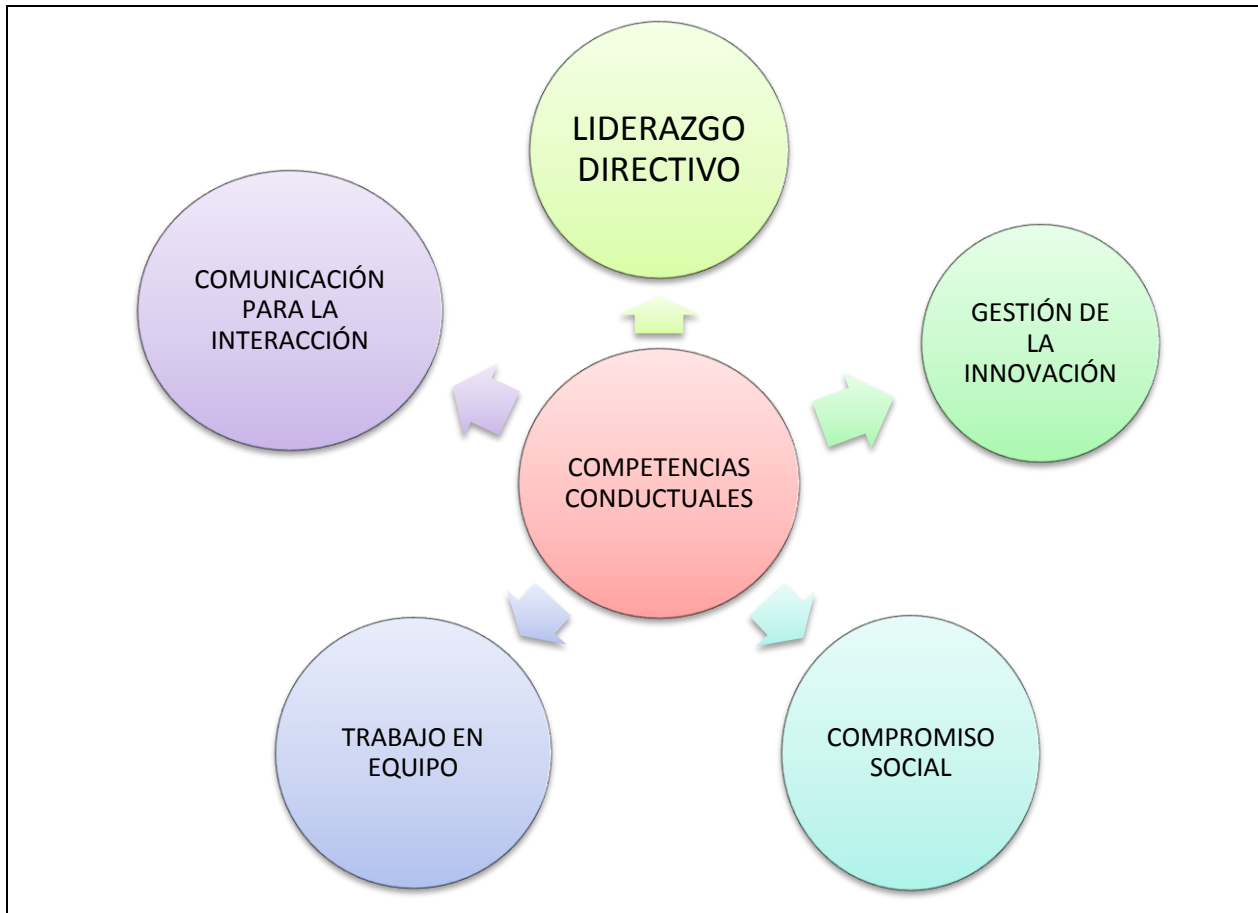 LIDERAZGO
DIRECTIVO
COMUNICACIÓN
PARA LA
INTERACCIÓN
GESTIÓN DE
LA
INNOVACIÓN
COMPETENCIAS
CONDUCTUALES
TRABAJO EN
EQUIPO
COMPROMISO
SOCIAL